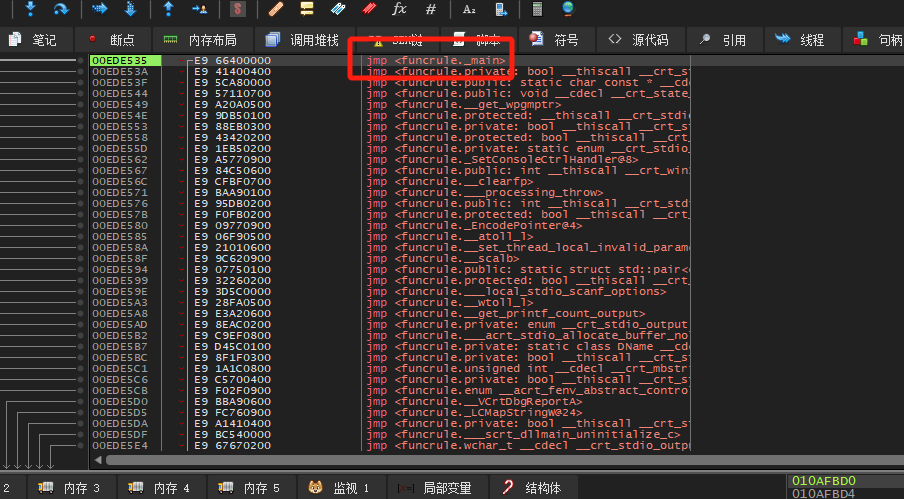 fx # A₂
笔记 断点 内存布局 调用堆栈 SEH链 脚本 符号 源代码 引用 线程 句柄
00EDE535 E9 66400000 jmp <funcrule._main>
00EDE53A E9 41400400 jmp <funcrule.private: bool __thiscall __crt_st
00EDE53F E9 5CA80000 jmp <funcrule.public: static char const * __cd
00EDE544 E9 57110700 jmp <funcrule.public: void __cdecl __crt_state_
00EDE549 E9 A20A0500 jmp <funcrule.__get_wpgmptr>
00EDE54E E9 9DB50100 jmp <funcrule.protected: __thiscall __crt_stdio
00EDE553 E9 88EB0300 jmp <funcrule.private: bool __thiscall __crt_s
00EDE558 E9 43420200 jmp <funcrule.protected: bool __thiscall __crt
00EDE55D E9 1EB50200 jmp <funcrule.private: static enum __crt_stdio_
00EDE562 E9 A5770900 jmp <funcrule._SetConsoleCtrlHandler@8>
00EDE567 E9 84C50600 jmp <funcrule.public: int __thiscall __crt_win
00EDE56C E9 CFBF0700 jmp <funcrule.__clearfp>
00EDE571 E9 BAA90100 jmp <funcrule.___processing_throw>
00EDE576 E9 95DB0200 jmp <funcrule.public: int __thiscall __crt_std
00EDE57B E9 F0FB0200 jmp <funcrule.protected: bool __thiscall __crt
00EDE580 E9 09770900 jmp <funcrule._EncodePointer@4>
00EDE585 E9 06F90500 jmp <funcrule.__atoll_l>
00EDE58A E9 21010600 jmp <funcrule.__set_thread_local_invalid_param
00EDE58F E9 9C620900 jmp <funcrule.__scalb>
00EDE594 E9 07750100 jmp <funcrule.public: static struct std::pair<
00EDE599 E9 32260200 jmp <funcrule.protected: bool __thiscall __crt
00EDE59E E9 3D5C0000 jmp <funcrule.___local_stdio_scanf_options>
00EDE5A3 E9 28FA0500 jmp <funcrule.__wtoll_l>
00EDE5A8 E9 E3A20600 jmp <funcrule.__get_printf_count_output>
00EDE5AD E9 8EAC0200 jmp <funcrule.private: enum __crt_stdio_output
00EDE5B2 E9 C9EF0800 jmp <funcrule.___acrt_stdio_allocate_buffer_no
00EDE5B7 E9 D45C0100 jmp <funcrule.private: static class DName __cde
00EDE5BC E9 8F1F0300 jmp <funcrule.private: bool __thiscall __crt_s
00EDE5C1 E9 1A1C0800 jmp <funcrule.unsigned int __cdecl __crt_mbstr
00EDE5C6 E9 C5700400 jmp <funcrule.private: bool __thiscall __crt_st
00EDE5CB E9 F02F0900 jmp <funcrule.enum __acrt_fenv_abstract_contro
00EDE5D0 E9 BBA90600 jmp <funcrule.__VCrtDbgReportA>
00EDE5D5 E9 FC760900 jmp <funcrule._LCMapStringW@24>
00EDE5DA E9 A1410400 jmp <funcrule.private: bool __thiscall __crt_st
00EDE5DF E9 BC540000 jmp <funcrule.___scrt_dllmain_uninitialize_c>
00EDE5E4 E9 67670200 jmp <funcrule.wchar_t __cdecl __crt_stdio_outp
2 内存 3 内存 4 内存 5 监视 1 [x=] 局部变量 结构体
010AFBD0
010AFBD4